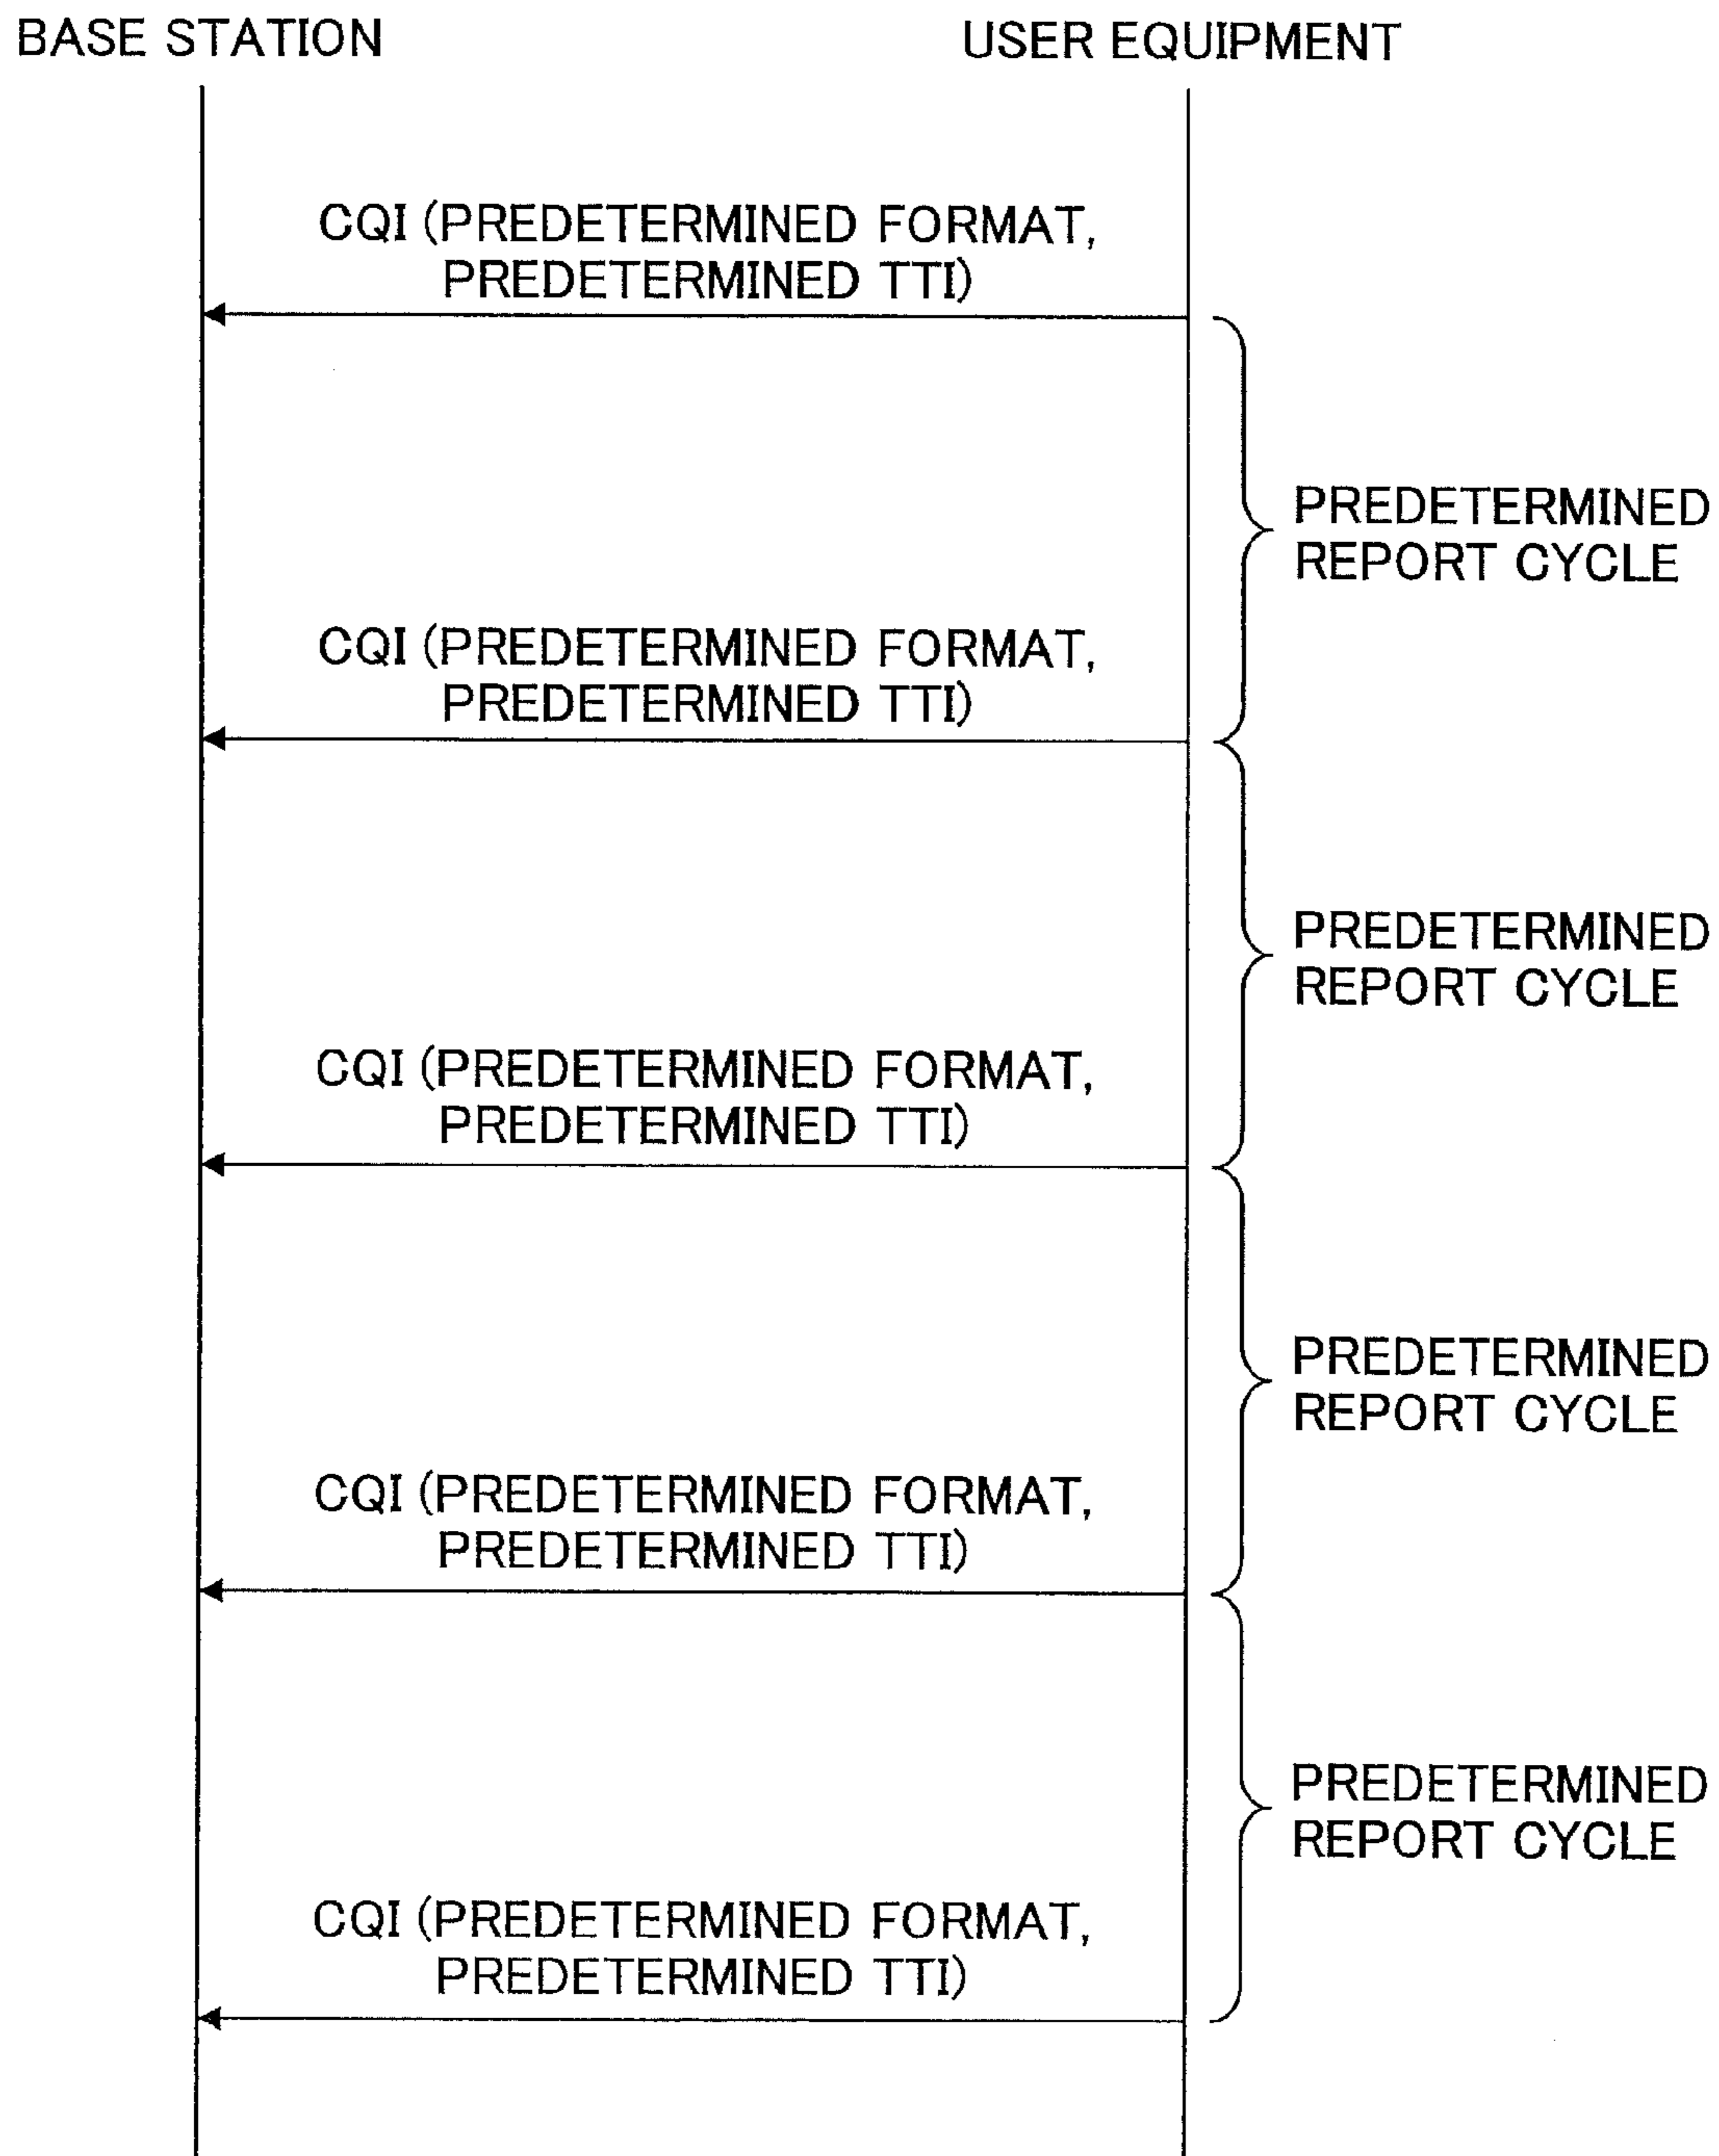 BASE STATION
USER EQUIPMENT
CQI (PREDETERMINED FORMAT,
PREDETERMINED TTI)
PREDETERMINED
REPORT CYCLE
CQI (PREDETERMINED FORMAT,
PREDETERMINED TTI)
PREDETERMINED
REPORT CYCLE
CQI (PREDETERMINED FORMAT,
PREDETERMINED TTI)
PREDETERMINED
REPORT CYCLE
CQI (PREDETERMINED FORMAT,
PREDETERMINED TTI)
PREDETERMINED
REPORT CYCLE
CQI (PREDETERMINED FORMAT,
PREDETERMINED TTI)